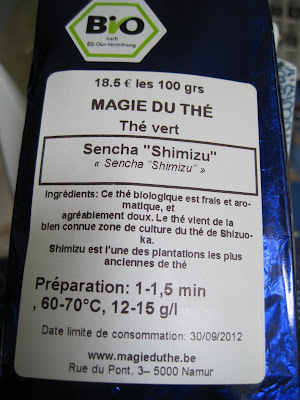 BiO
nach
EG-Öko-Verordnung
18.5 € les 100 grs
MAGIE DU THÉ
Thé vert
Sencha "Shimizu"
« Sencha "Shimizu" »
Ingrédients: Ce thé biologique est frais et aro-
matique, et
agréablement doux. Le thé vient de la
bien connue zone de culture du thé de Shizuo-
ka.
Shimizu est l'une des plantations les plus
anciennes de thé
Préparation: 1-1,5 min
, 60-70°C, 12-15 g/l
Date limite de consommation: 30/09/2012
www.magieduthe.be
Rue du Pont, 3– 5000 Namur